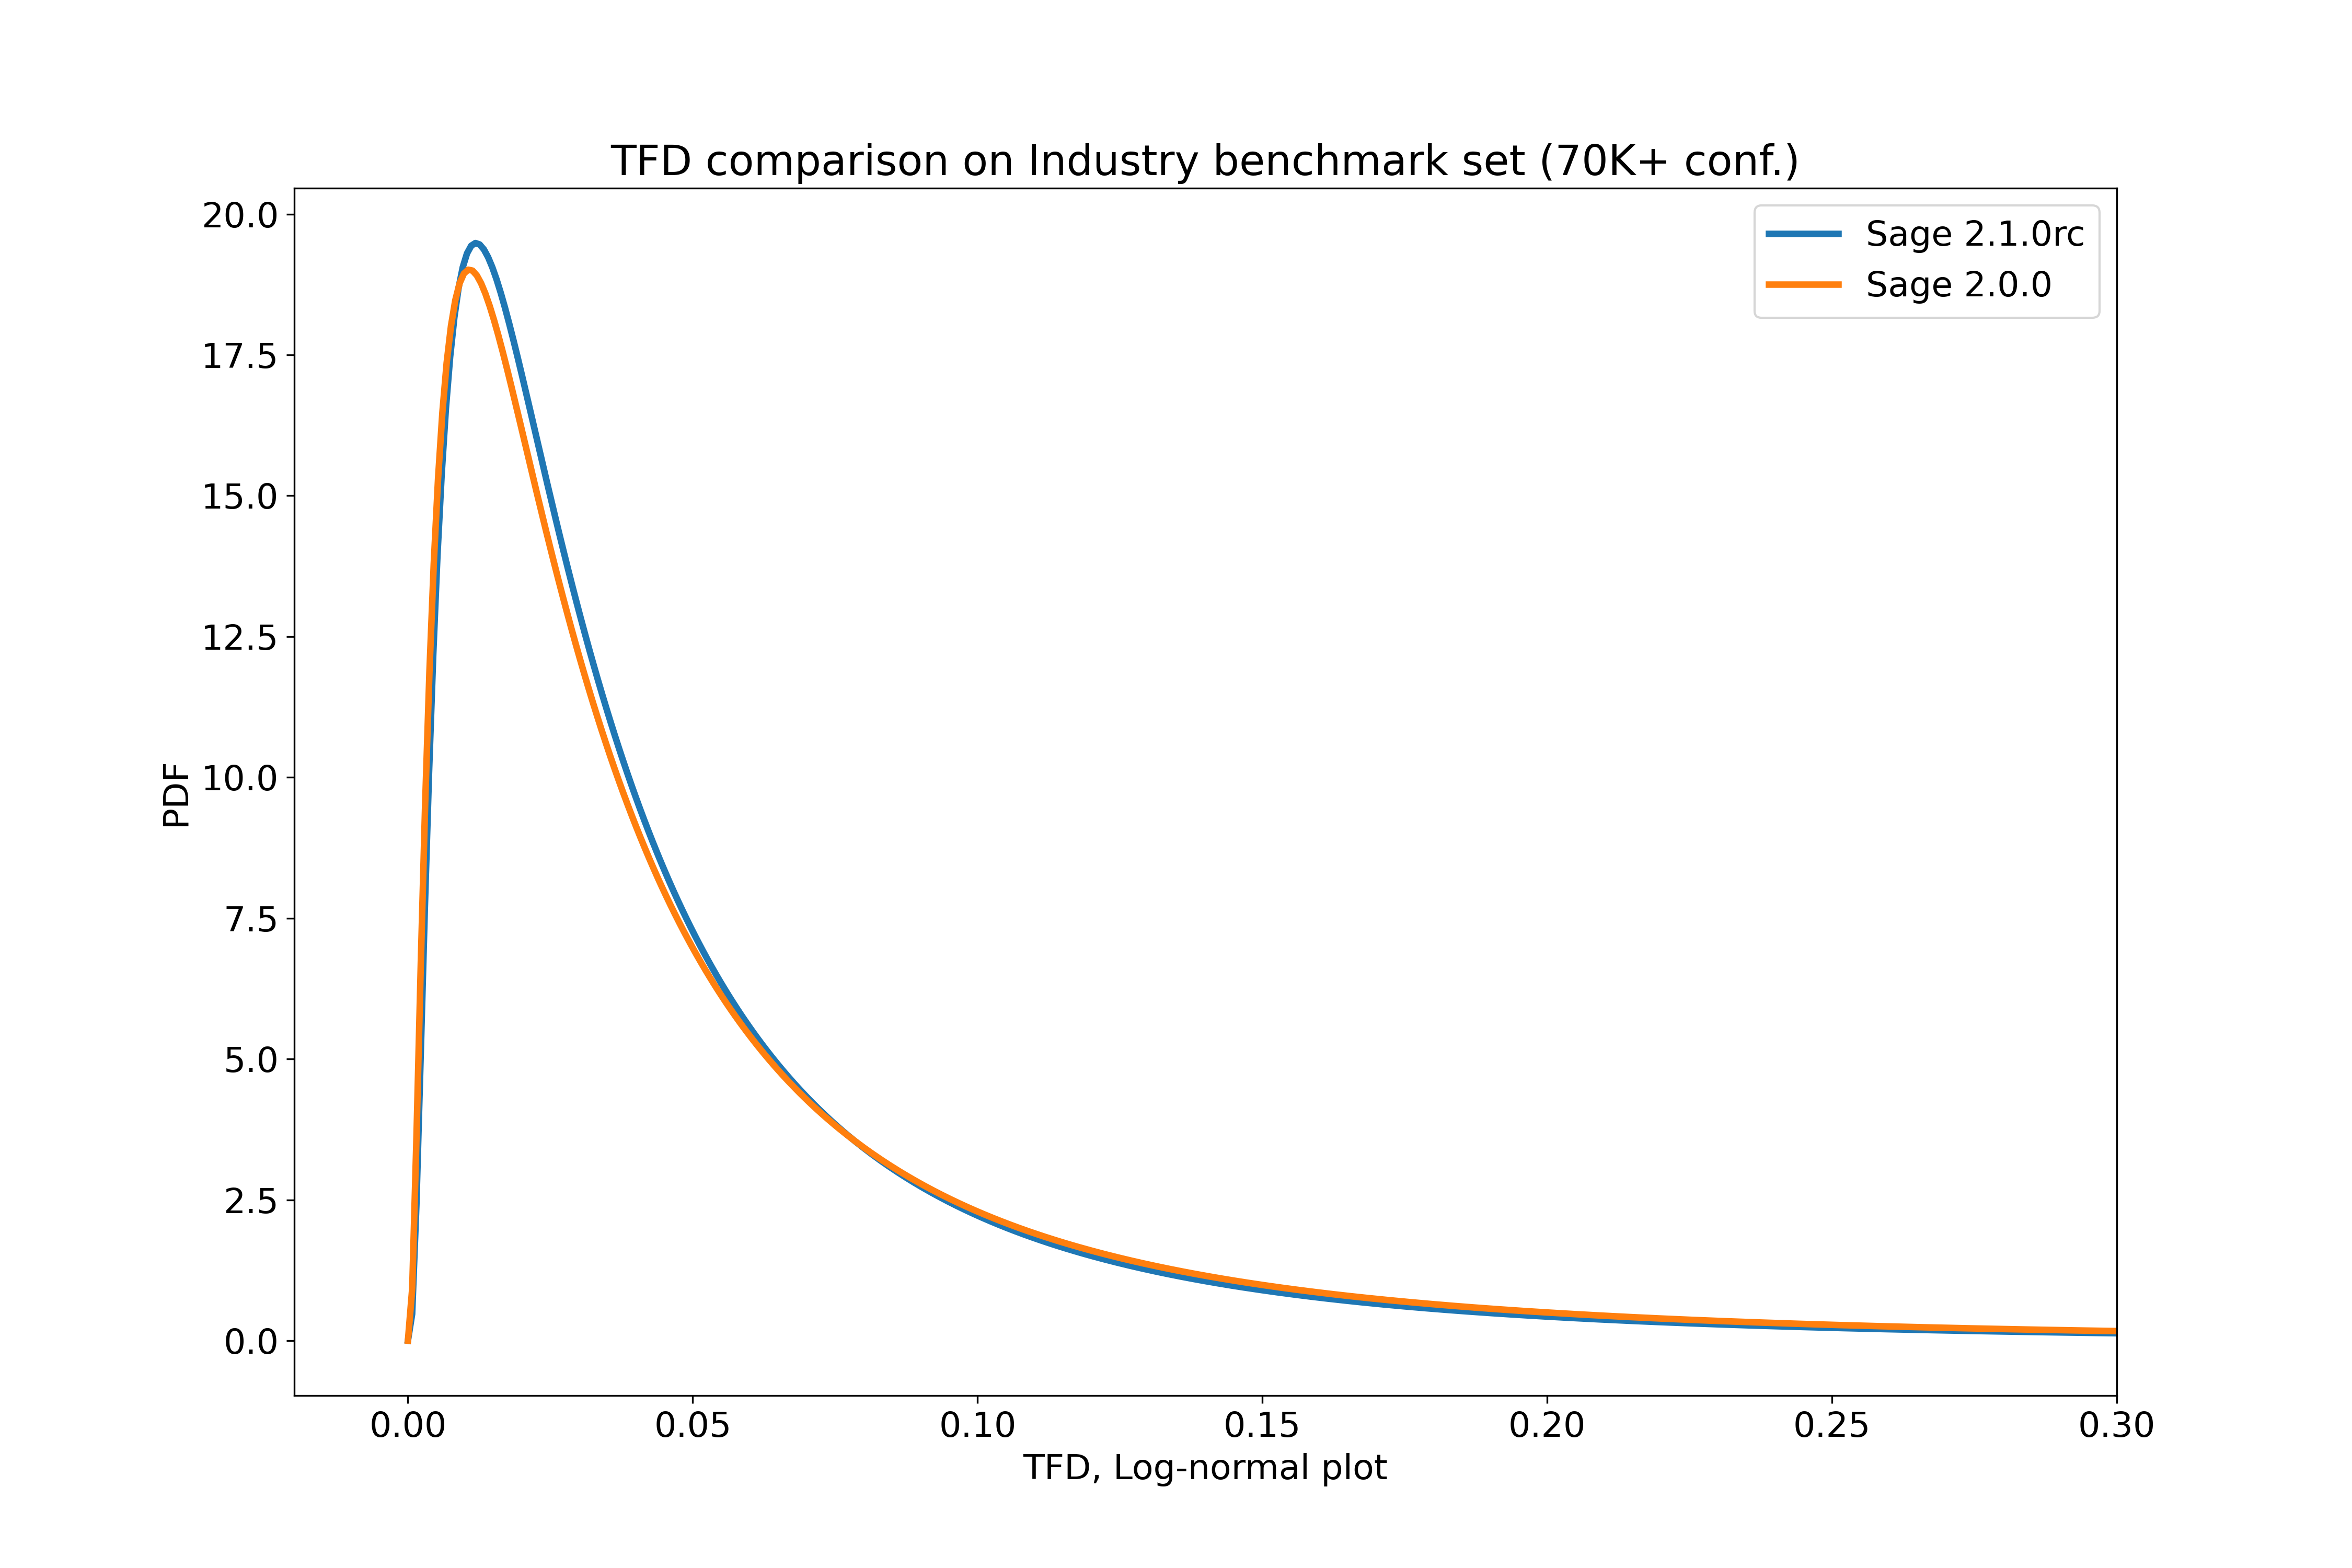 TFD comparison on Industry benchmark set (70K+ conf.)
Sage 2.1.0rc
Sage 2.0.0
PDF
20.0
17.5
15.0
12.5
10.0
7.5
5.0
2.5
0.0
0.00 0.05 0.10 0.15 0.20 0.25 0.30
TFD, Log-normal plot